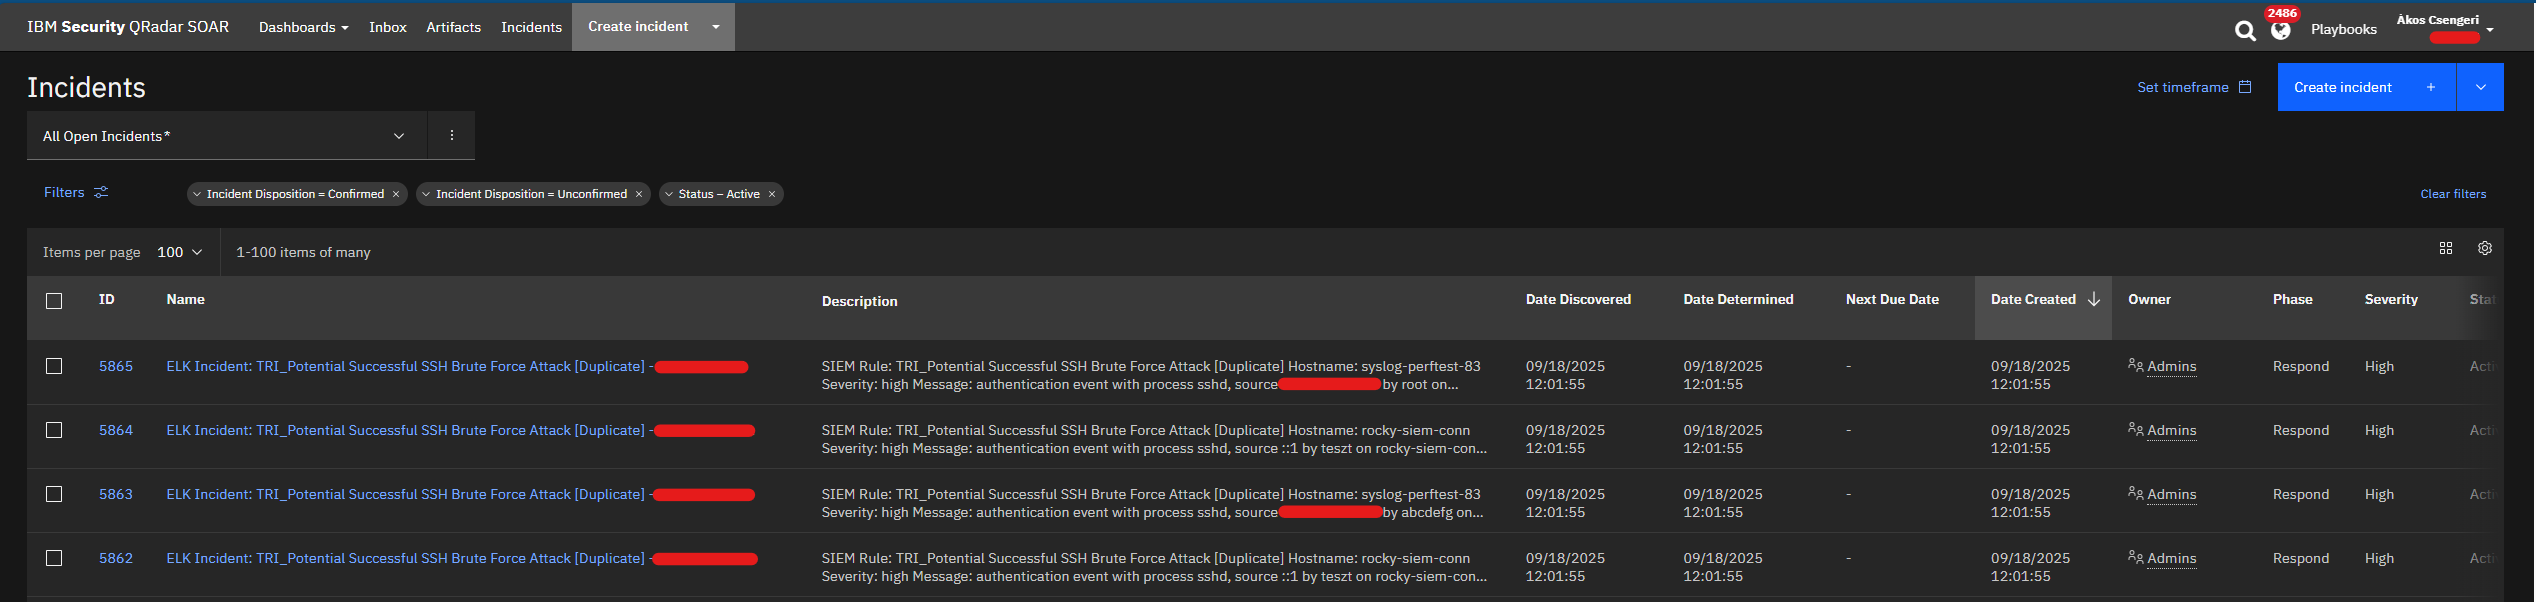 IBM Security QRadar SOAR Dashboards Inbox Artifacts Incidents Create incident 2486 Playbooks Ákos Csengeri
Incidents
Set timeframe Create incident +
All Open Incidents*
Filters Incident Disposition = Confirmed × Incident Disposition = Unconfirmed × Status – Active × Clear filters
Items per page 100 1-100 items of many
ID Name Description Date Discovered Date Determined Next Due Date Date Created Owner Phase Severity Stat
5865 ELK Incident: TRI_Potential Successful SSH Brute Force Attack [Duplicate] - SIEM Rule: TRI_Potential Successful SSH Brute Force Attack [Duplicate] Hostname: syslog-perftest-83 09/18/2025 09/18/2025 - 09/18/2025 Admins Respond High Acti
Severity: high Message: authentication event with process sshd, source by root on... 12:01:55 12:01:55 12:01:55
5864 ELK Incident: TRI_Potential Successful SSH Brute Force Attack [Duplicate] - SIEM Rule: TRI_Potential Successful SSH Brute Force Attack [Duplicate] Hostname: rocky-siem-conn 09/18/2025 09/18/2025 - 09/18/2025 Admins Respond High Acti
Severity: high Message: authentication event with process sshd, source ::1 by teszt on rocky-siem-con... 12:01:55 12:01:55 12:01:55
5863 ELK Incident: TRI_Potential Successful SSH Brute Force Attack [Duplicate] - SIEM Rule: TRI_Potential Successful SSH Brute Force Attack [Duplicate] Hostname: syslog-perftest-83 09/18/2025 09/18/2025 - 09/18/2025 Admins Respond High Acti
Severity: high Message: authentication event with process sshd, source by abcdefg on... 12:01:55 12:01:55 12:01:55
5862 ELK Incident: TRI_Potential Successful SSH Brute Force Attack [Duplicate] - SIEM Rule: TRI_Potential Successful SSH Brute Force Attack [Duplicate] Hostname: rocky-siem-conn 09/18/2025 09/18/2025 - 09/18/2025 Admins Respond High Acti
Severity: high Message: authentication event with process sshd, source ::1 by teszt on rocky-siem-con... 12:01:55 12:01:55 12:01:55